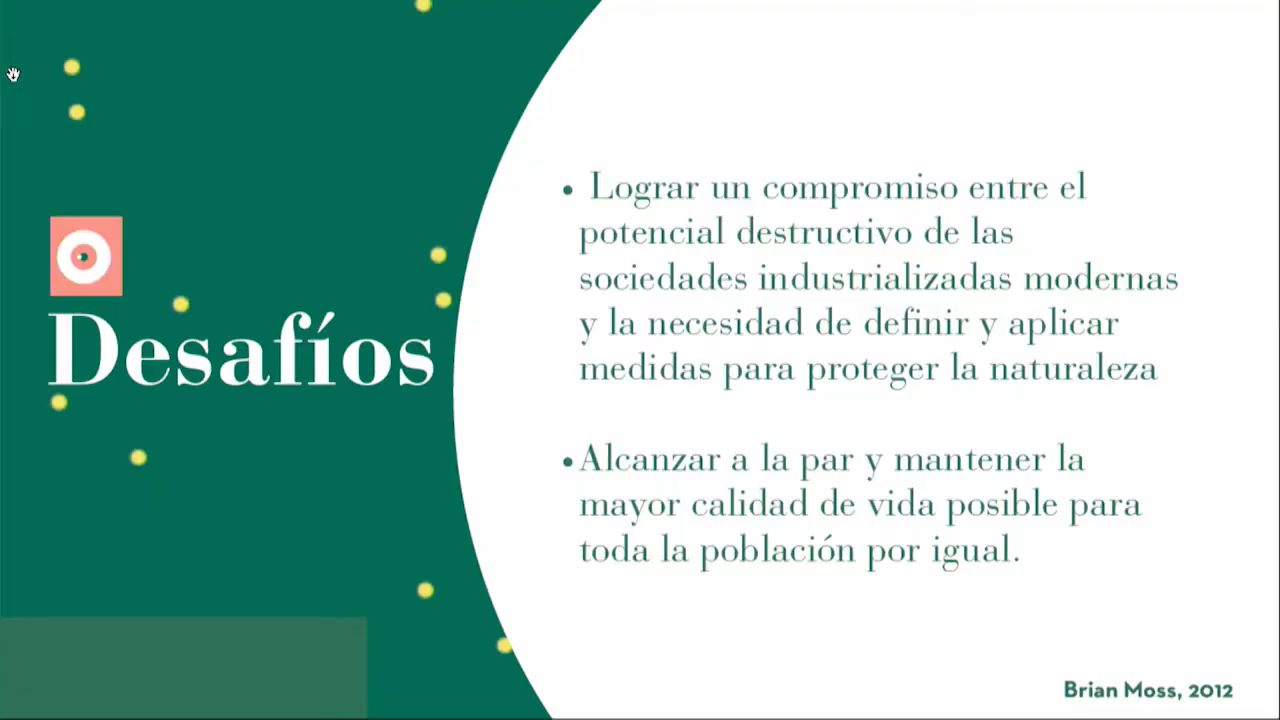 Desafíos
• Lograr un compromiso entre el
potencial destructivo de las
sociedades industrializadas modernas
y la necesidad de definir y aplicar
medidas para proteger la naturaleza
• Alcanzar a la par y mantener la
mayor calidad de vida posible para
toda la población por igual.
Brian Moss, 2012